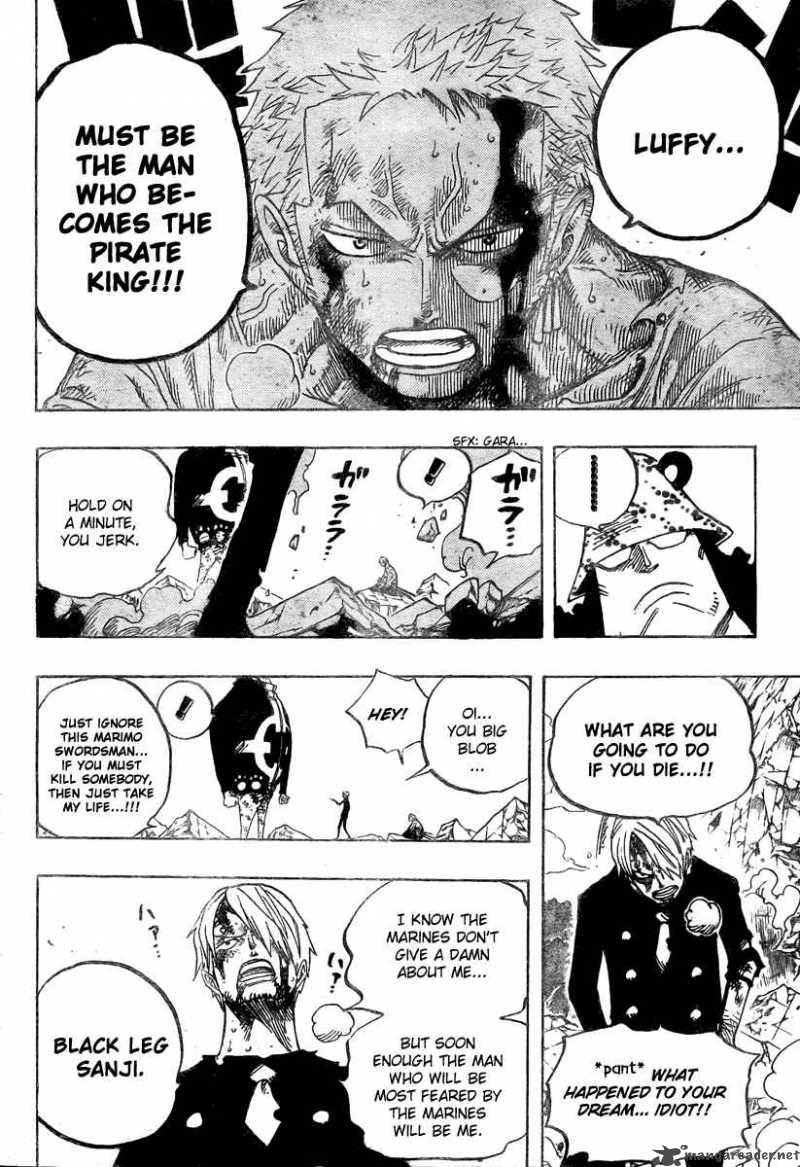 LUFFY...
MUST BE
THE MAN
WHO BE-
COMES THE
PIRATE
KING!!!
SFX: GARA...
!
ガラ
ガララ...
HOLD ON
A MINUTE,
YOU JERK.
WHAT ARE YOU
GOING TO DO
IF YOU DIE...!!
*pant* WHAT
HAPPENED TO YOUR
DREAM... IDIOT!!
OI...
YOU BIG
BLOB
...
HEY!
!
JUST IGNORE
THIS MARIMO
SWORDSMAN...
IF YOU MUST
KILL SOMEBODY,
THEN JUST TAKE
MY LIFE...!!!
I KNOW THE
MARINES DON'T
GIVE A DAMN
ABOUT ME...
BUT SOON
ENOUGH THE MAN
WHO WILL BE
MOST FEARED BY
THE MARINES
WILL BE ME.
BLACK LEG
SANJI.
mangareader.net